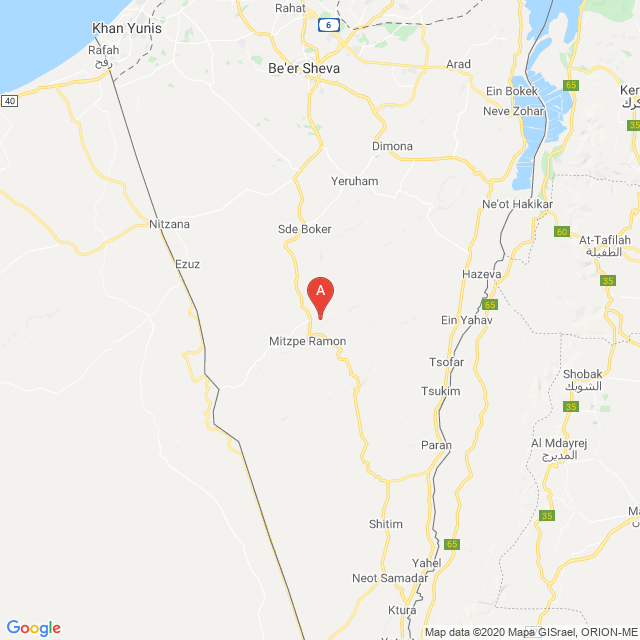 Rahat
Khan Yunis
6
Rafah
رفح
Be'er Sheva
Arad
65
Ein Bokek
Ker
الكرك
40
Neve Zohar
35
Dimona
Yeruham
Ne'ot Hakikar
Nitzana
Sde Boker
60
At-Tafilah
الطفيلة
Ezuz
Hazeva
35
A
65
Ein Yahav
Mitzpe Ramon
Tsofar
Shobak
الشوبك
Tsukim
35
Paran
Al Mdayrej
المديرج
Ma
35
Shitim
65
Yahel
Neot Samadar
Ktura
Google
Map data ©2020 Mapa GISrael, ORION-ME